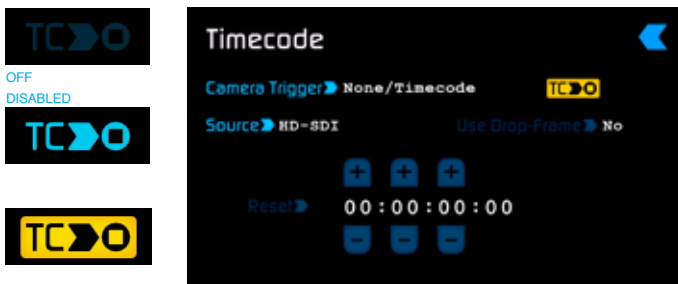 TC
OFF
DISABLED
TC
TC
Timecode
Camera Trigger None/Timecode TC
Source HD-SDI Use Drop-Frame No
+ + +
Reset 00:00:00:00
- - -